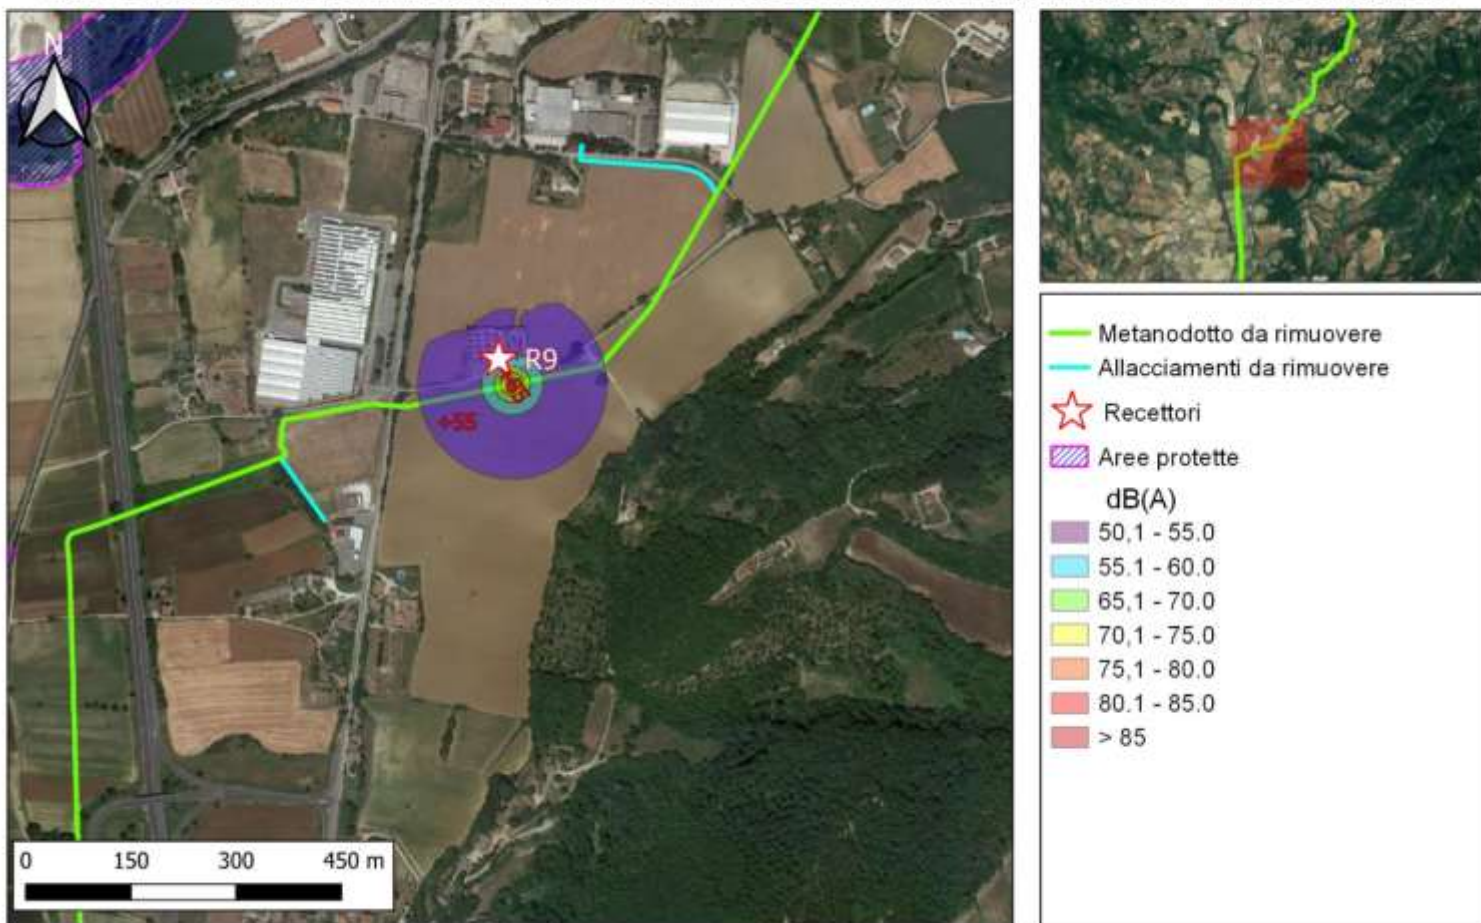 N
R9
+55
0 150 300 450 m
Metanodotto da rimuovere
Allacciamenti da rimuovere
Recettori
Aree protette
dB(A)
50,1 - 55.0
55.1 - 60.0
65,1 - 70.0
70,1 - 75.0
75,1 - 80.0
80.1 - 85.0
> 85